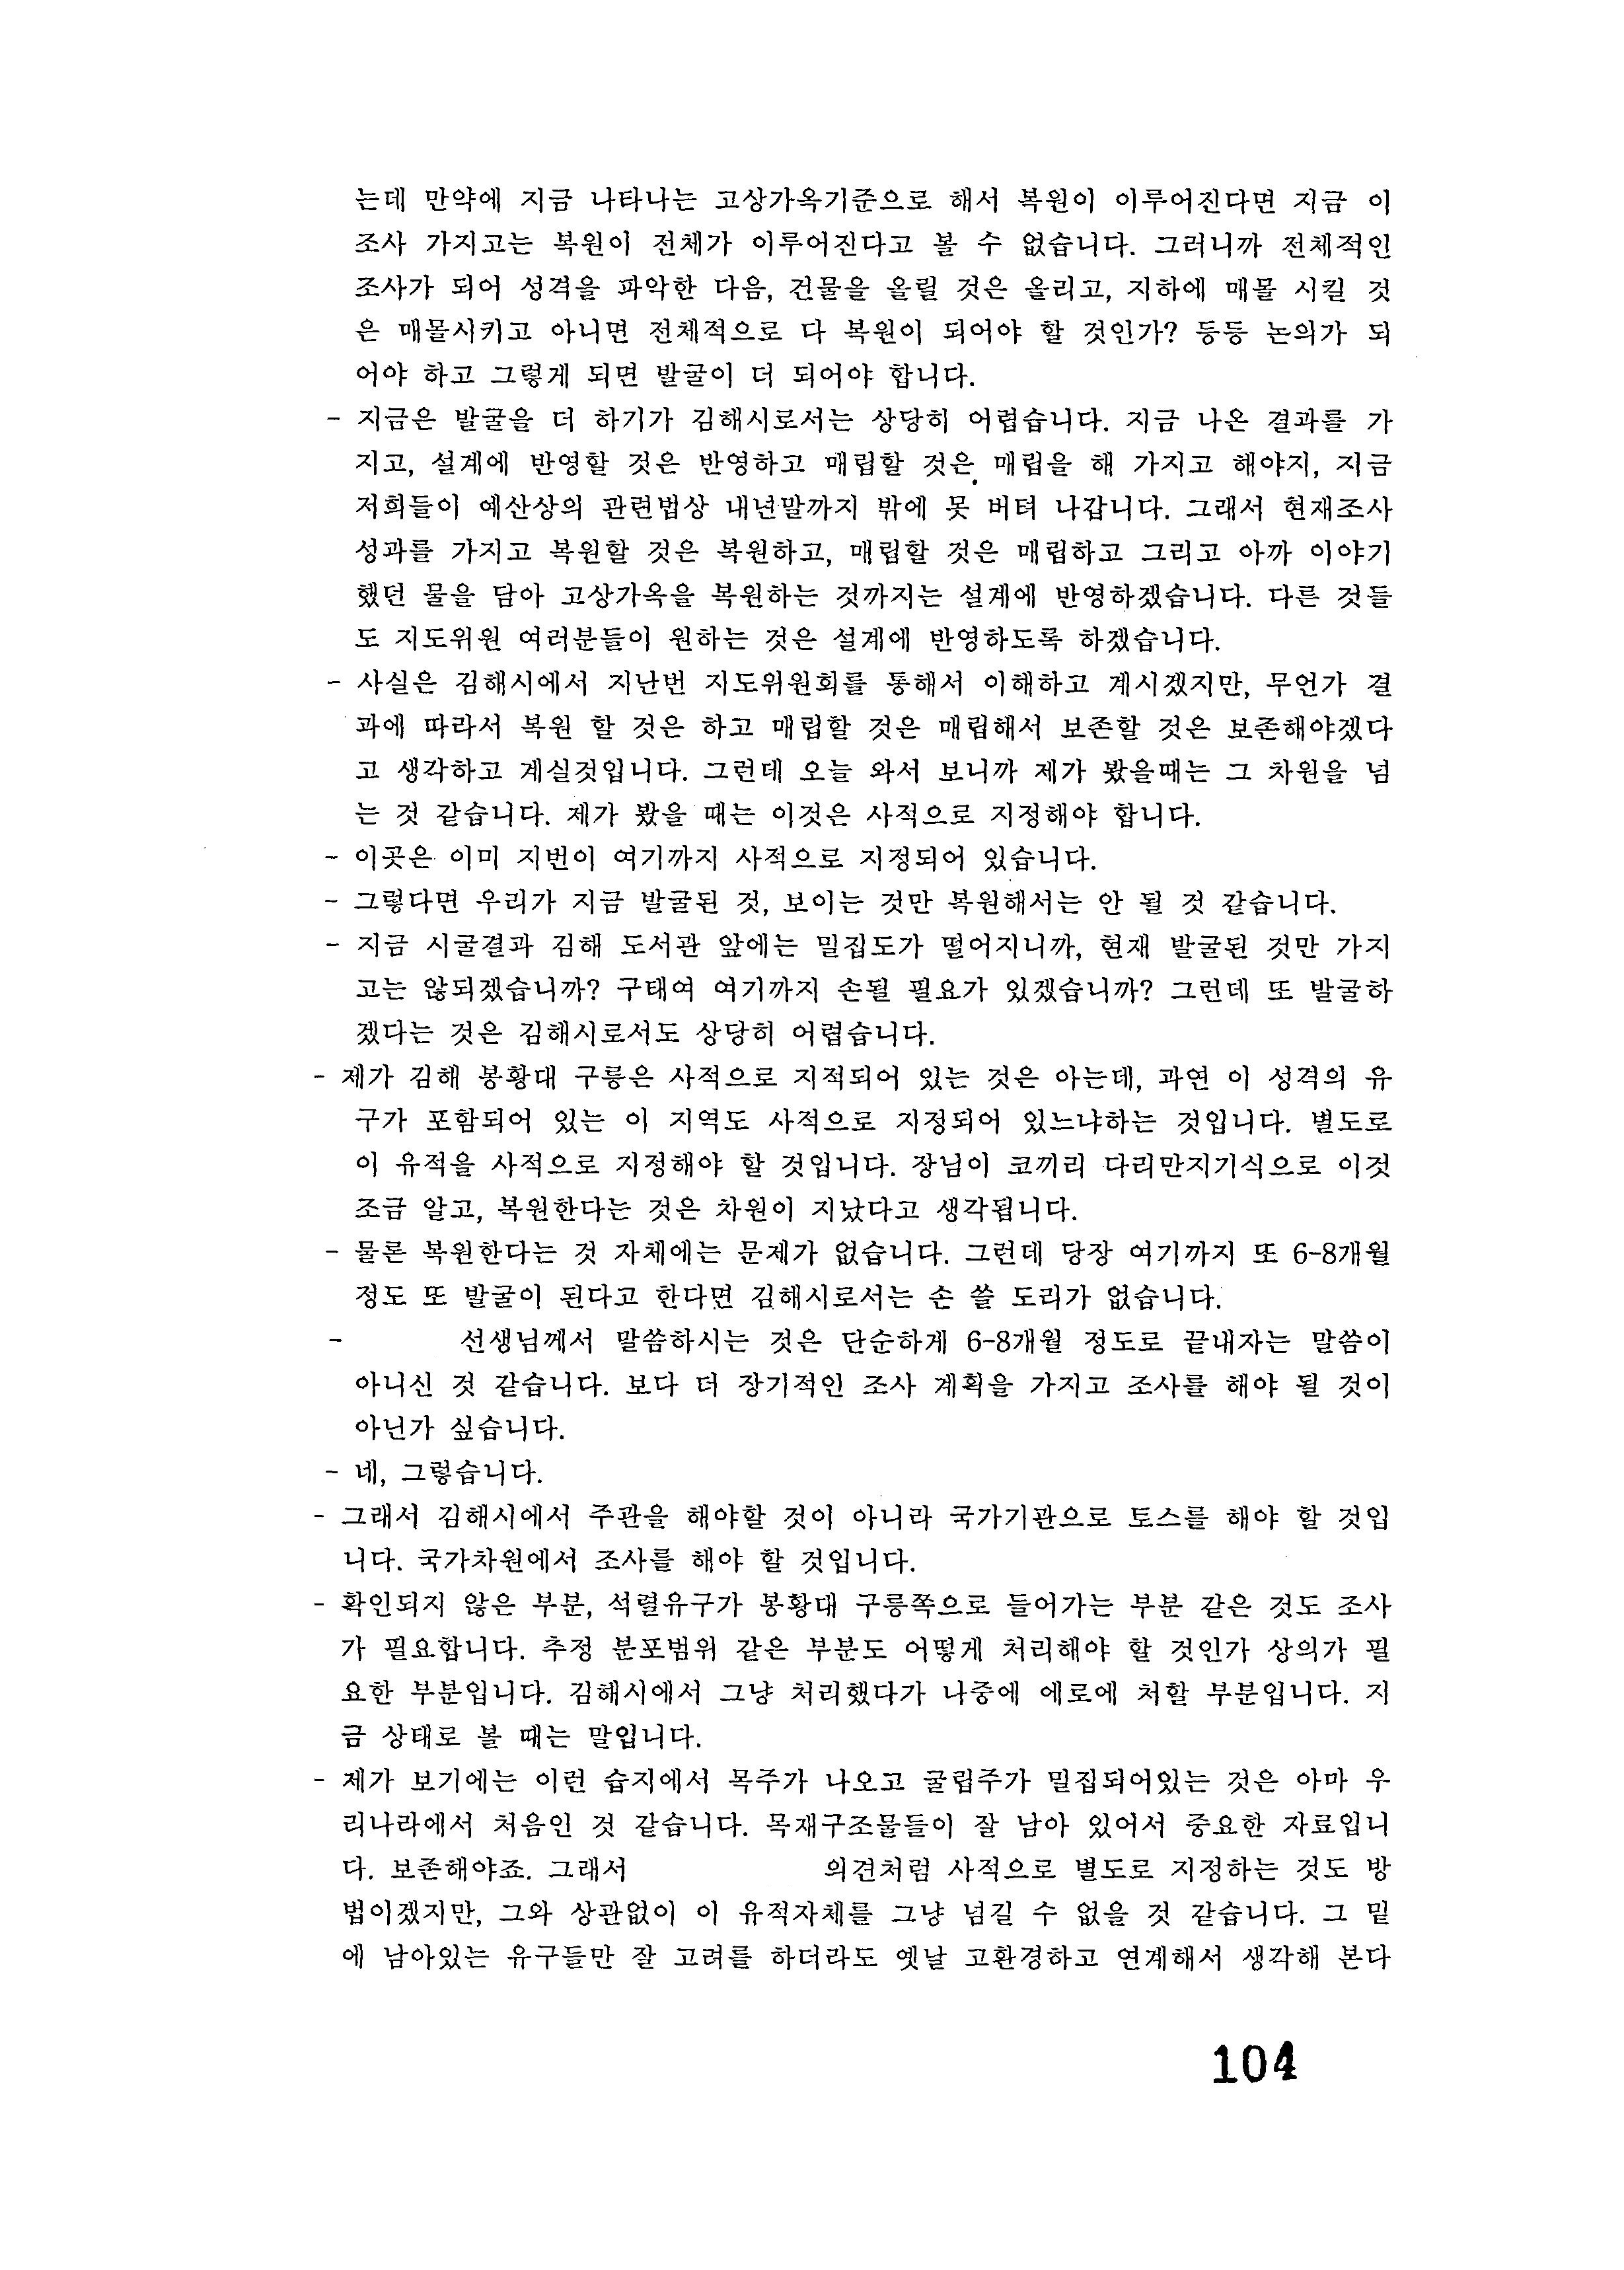 는데 만약에 지금 나타나는 고상가옥기준으로 해서 복원이 이루어진다면 지금 이
조사 가지고는 복원이 전체가 이루어진다고 볼 수 없습니다. 그러니까 전체적인
조사가 되어 성격을 파악한 다음, 건물을 올릴 것은 올리고, 지하에 매몰 시킬 것
은 매몰시키고 아니면 전체적으로 다 복원이 되어야 할 것인가? 등등 논의가 되
어야 하고 그렇게 되면 발굴이 더 되어야 합니다.
- 지금은 발굴을 더 하기가 김해시로서는 상당히 어렵습니다. 지금 나온 결과를 가
지고, 설계에 반영할 것은 반영하고 매립할 것은 매립을 해 가지고 해야지, 지금
저희들이 예산상의 관련법상 내년말까지 밖에 못 버텨 나갑니다. 그래서 현재조사
성과를 가지고 복원할 것은 복원하고, 매립할 것은 매립하고 그리고 아까 이야기
했던 물을 담아 고상가옥을 복원하는 것까지는 설계에 반영하겠습니다. 다른 것들
도 지도위원 여러분들이 원하는 것은 설계에 반영하도록 하겠습니다.
- 사실은 김해시에서 지난번 지도위원회를 통해서 이해하고 계시겠지만, 무언가 결
과에 따라서 복원 할 것은 하고 매립할 것은 매립해서 보존할 것은 보존해야겠다
고 생각하고 계실것입니다. 그런데 오늘 와서 보니까 제가 봤을때는 그 차원을 넘
는 것 같습니다. 제가 봤을 때는 이것은 사적으로 지정해야 합니다.
- 이곳은 이미 지번이 여기까지 사적으로 지정되어 있습니다.
- 그렇다면 우리가 지금 발굴된 것, 보이는 것만 복원해서는 안 될 것 같습니다.
- 지금 시굴결과 김해 도서관 앞에는 밀집도가 떨어지니까, 현재 발굴된 것만 가지
고는 않되겠습니까? 구태여 여기까지 손될 필요가 있겠습니까? 그런데 또 발굴하
겠다는 것은 김해시로서도 상당히 어렵습니다.
- 제가 김해 봉황대 구릉은 사적으로 지적되어 있는 것은 아는데, 과연 이 성격의 유
구가 포함되어 있는 이 지역도 사적으로 지정되어 있느냐하는 것입니다. 별도로
이 유적을 사적으로 지정해야 할 것입니다. 장님이 코끼리 다리만지기식으로 이것
조금 알고, 복원한다는 것은 차원이 지났다고 생각됩니다.
- 물론 복원한다는 것 자체에는 문제가 없습니다. 그런데 당장 여기까지 또 6-8개월
정도 또 발굴이 된다고 한다면 김해시로서는 손 쓸 도리가 없습니다.
- 선생님께서 말씀하시는 것은 단순하게 6-8개월 정도로 끝내자는 말씀이
아니신 것 같습니다. 보다 더 장기적인 조사 계획을 가지고 조사를 해야 될 것이
아닌가 싶습니다.
- 네, 그렇습니다.
- 그래서 김해시에서 주관을 해야할 것이 아니라 국가기관으로 토스를 해야 할 것입
니다. 국가차원에서 조사를 해야 할 것입니다.
- 확인되지 않은 부분, 석렬유구가 봉황대 구릉쪽으로 들어가는 부분 같은 것도 조사
가 필요합니다. 추정 분포범위 같은 부분도 어떻게 처리해야 할 것인가 상의가 필
요한 부분입니다. 김해시에서 그냥 처리했다가 나중에 에로에 처할 부분입니다. 지
금 상태로 볼 때는 말입니다.
- 제가 보기에는 이런 습지에서 목주가 나오고 굴립주가 밀집되어있는 것은 아마 우
리나라에서 처음인 것 같습니다. 목재구조물들이 잘 남아 있어서 중요한 자료입니
다. 보존해야죠. 그래서 의견처럼 사적으로 별도로 지정하는 것도 방
법이겠지만, 그와 상관없이 이 유적자체를 그냥 넘길 수 없을 것 같습니다. 그 밑
에 남아있는 유구들만 잘 고려를 하더라도 옛날 고환경하고 연계해서 생각해 본다
104